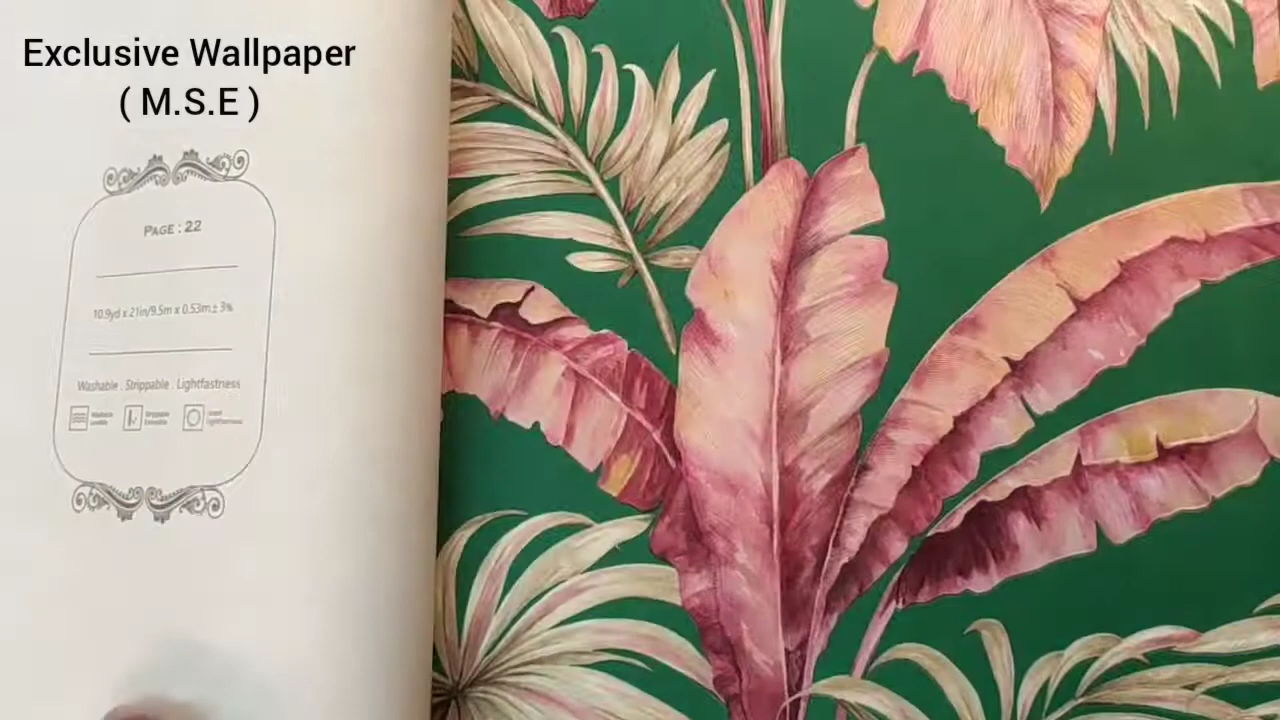 Exclusive Wallpaper
( M.S.E )
PAGE : 22
10.9yd x 21in/9.5m x 0.53m± 3%
Washable . Strippable . Lightfastness